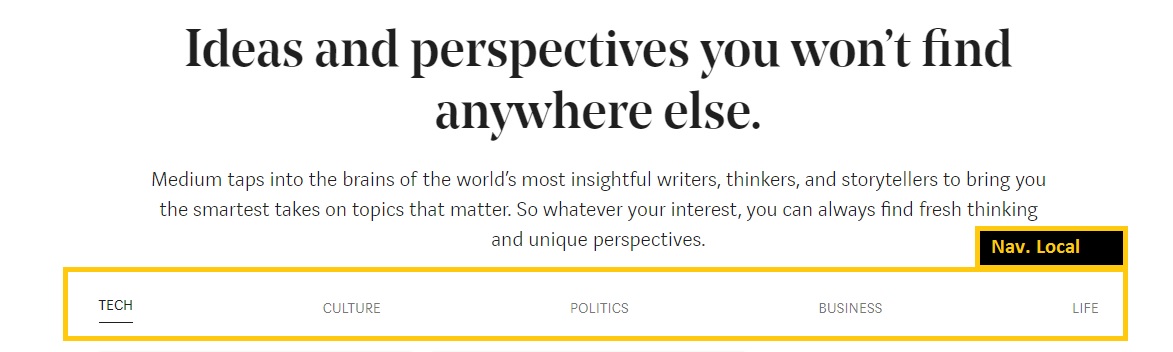 Ideas and perspectives you won’t find
anywhere else.
Medium taps into the brains of the world’s most insightful writers, thinkers, and storytellers to bring you
the smartest takes on topics that matter. So whatever your interest, you can always find fresh thinking
and unique perspectives.
Nav. Local
TECH CULTURE POLITICS BUSINESS LIFE